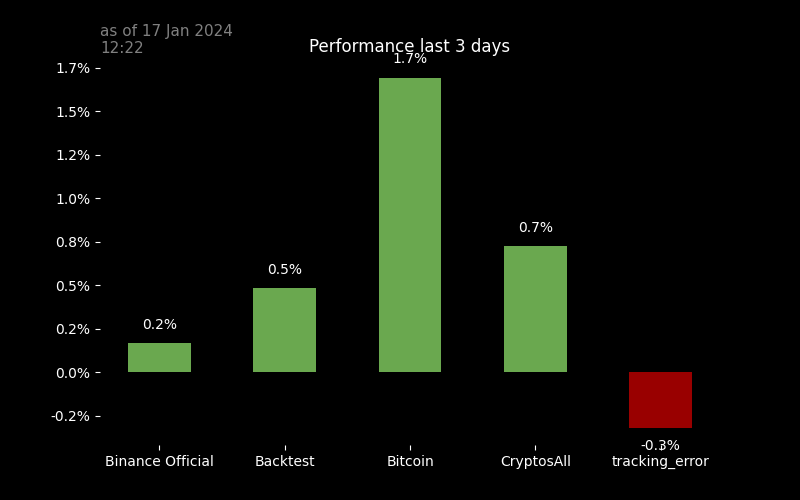 as of 17 Jan 2024
12:22
Performance last 3 days
1.7%
1.7%
1.5%
1.2%
1.0%
0.8%
0.5%
0.2%
0.0%
-0.2%
0.2%
0.5%
0.7%
-0.3%
Binance Official
Backtest
Bitcoin
CryptosAll
tracking_error